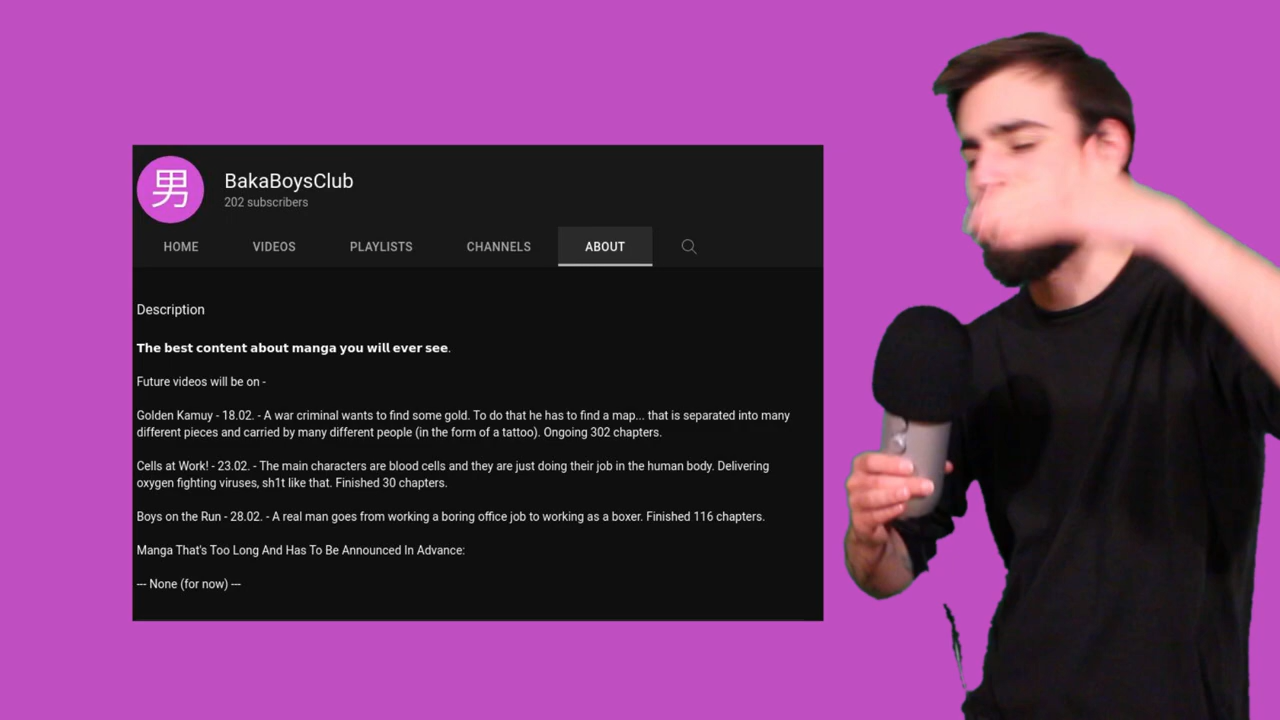 男
BakaBoysClub
202 subscribers
HOME VIDEOS PLAYLISTS CHANNELS ABOUT
Description
The best content about manga you will ever see.
Future videos will be on -
Golden Kamuy - 18.02. - A war criminal wants to find some gold. To do that he has to find a map... that is separated into many
different pieces and carried by many different people (in the form of a tattoo). Ongoing 302 chapters.
Cells at Work! - 23.02. - The main characters are blood cells and they are just doing their job in the human body. Delivering
oxygen fighting viruses, sh1t like that. Finished 30 chapters.
Boys on the Run - 28.02. - A real man goes from working a boring office job to working as a boxer. Finished 116 chapters.
Manga That's Too Long And Has To Be Announced In Advance:
--- None (for now) ---